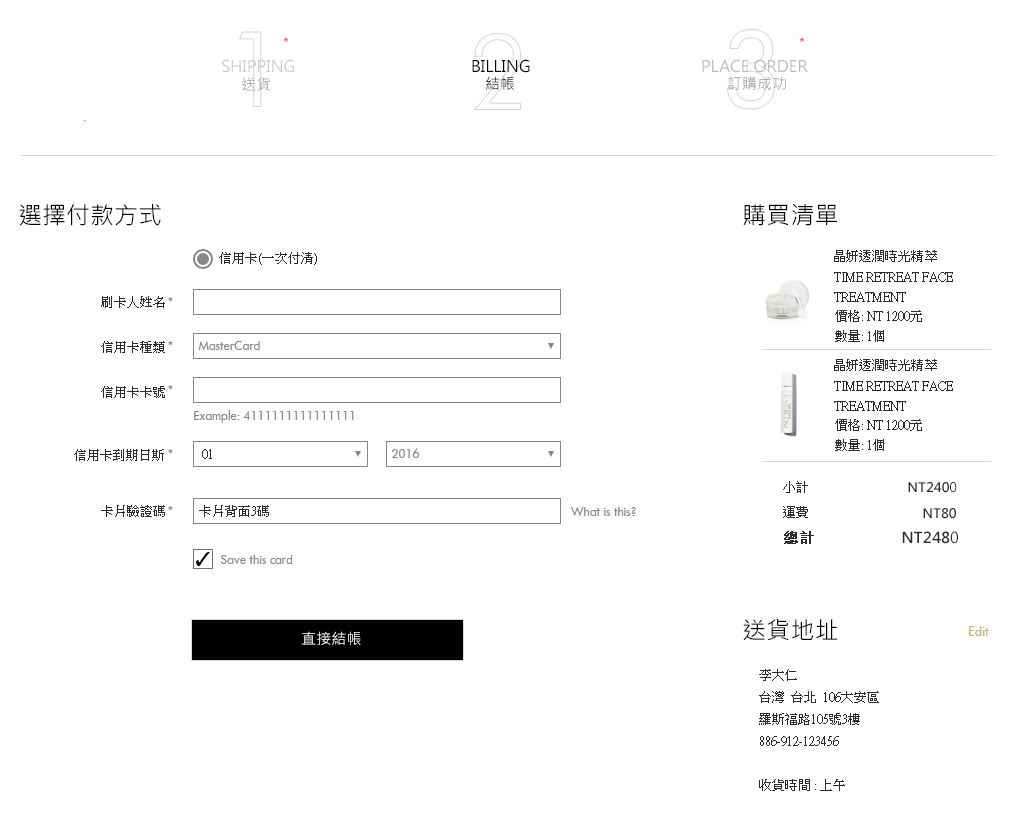 1 *
SHIPPING
送貨
2
BILLING
結帳
3 *
PLACE ORDER
訂購成功
選擇付款方式
信用卡(一次付清)
刷卡人姓名*
信用卡種類* MasterCard ▼
信用卡卡號*
Example: 4111111111111111
信用卡到期日斯* 01 ▼ 2016 ▼
卡片驗證碼* 卡片背面3碼 What is this?
Save this card
直接結帳
購買清單
晶妍透潤時光精萃
TIME RETREAT FACE
TREATMENT
價格: NT 1200元
數量: 1個
晶妍透潤時光精萃
TIME RETREAT FACE
TREATMENT
價格: NT 1200元
數量: 1個
小計 NT2400
運費 NT80
總計 NT2480
送貨地址 Edit
李大仁
台灣 台北 106大安區
羅斯福路105號3樓
886-912-123456
收貨時間 : 上午